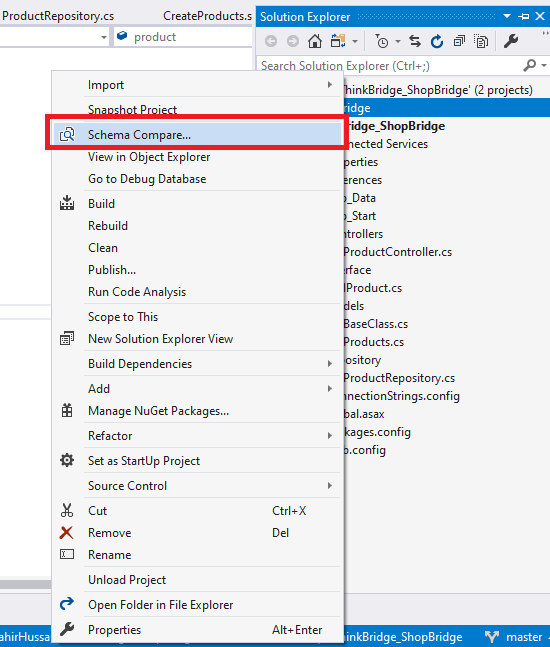 ProductRepository.cs CreateProducts.s
product
Solution Explorer
Search Solution Explorer (Ctrl+;)
ThinkBridge_ShopBridge' (2 projects)
ridge
ridge_ShopBridge
nnected Services
perties
erences
p_Data
p_Start
ntrollers
ProductController.cs
erface
IProduct.cs
dels
BaseClass.cs
Products.cs
pository
ProductRepository.cs
nnectionStrings.config
bal.asax
ckages.config
b.config
Import
Snapshot Project
Schema Compare...
View in Object Explorer
Go to Debug Database
Build
Rebuild
Clean
Publish...
Run Code Analysis
Scope to This
New Solution Explorer View
Build Dependencies
Add
Manage NuGet Packages...
Refactor
Set as StartUp Project
Source Control
Cut Ctrl+X
Remove Del
Rename
Unload Project
Open Folder in File Explorer
Properties Alt+Enter
ahirHussa hinkBridge_ShopBridge master